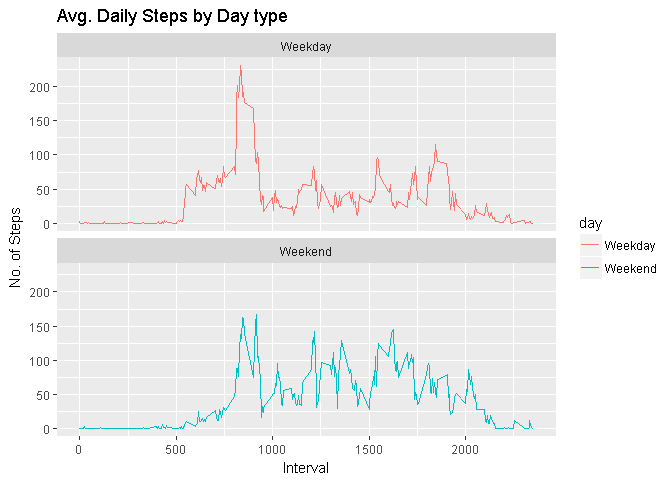 Avg. Daily Steps by Day type
Weekday
200
150
100
50
0
Weekend
200
150
100
50
0
No. of Steps
0 500 1000 1500 2000
Interval
day
Weekday
Weekend